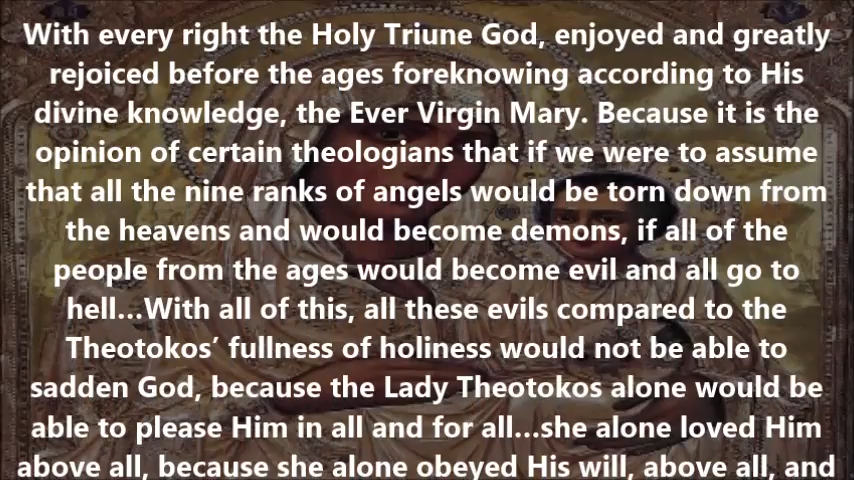 With every right the Holy Triune God, enjoyed and greatly
rejoiced before the ages foreknowing according to His
divine knowledge, the Ever Virgin Mary. Because it is the
opinion of certain theologians that if we were to assume
that all the nine ranks of angels would be torn down from
the heavens and would become demons, if all of the
people from the ages would become evil and all go to
hell...With all of this, all these evils compared to the
Theotokos’ fullness of holiness would not be able to
sadden God, because the Lady Theotokos alone would be
able to please Him in all and for all...she alone loved Him
above all, because she alone obeyed His will, above all, and